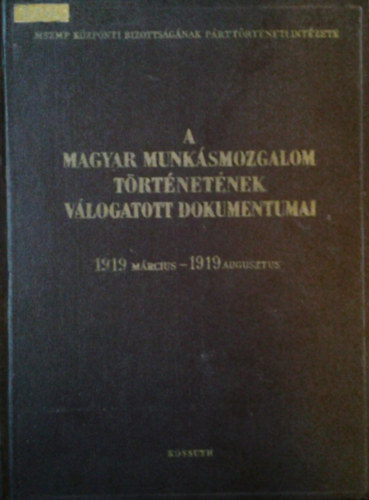 MSZMP KÖZPONTI BIZOTTSÁGÁNAK PÁRTTÖRTÉNETI INTÉZETE
A
MAGYAR MUNKÁSMOZGALOM
TÖRTÉNETÉNEK
VÁLOGATOTT DOKUMENTUMAI
1919 MÁRCIUS – 1919 AUGUSZTUS
KOSSUTH